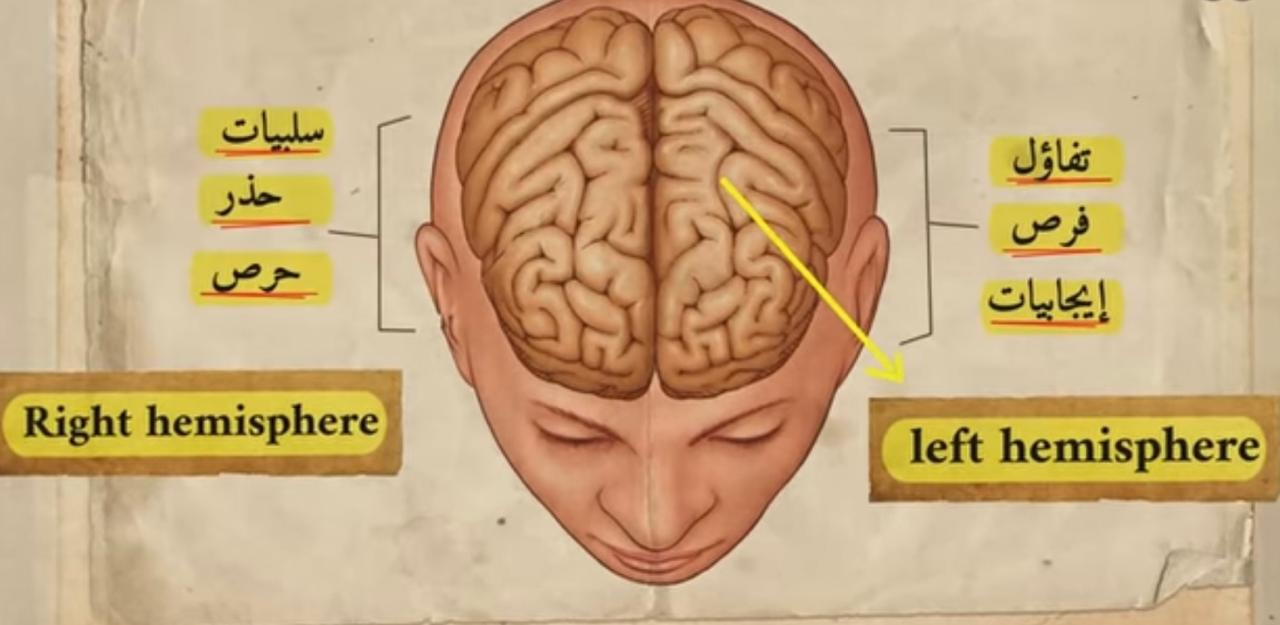 سلبيات
حذر
حرص
Right hemisphere
تفاؤل
فرص
إيجابيات
left hemisphere